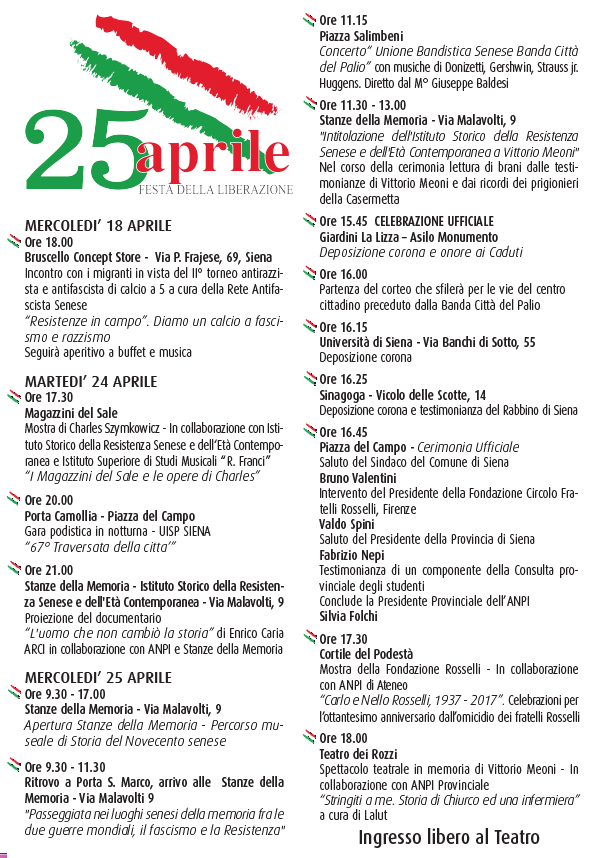 25 aprile
FESTA DELLA LIBERAZIONE
MERCOLEDI’ 18 APRILE
Ore 18.00
Bruscello Concept Store - Via P. Frajese, 69, Siena
Incontro con i migranti in vista del II° torneo antirazzi-
sta e antifascista di calcio a 5 a cura della Rete Antifa-
scista Senese
“Resistenze in campo”. Diamo un calcio a fasci-
smo e razzismo
Seguirà aperitivo a buffet e musica
MARTEDI’ 24 APRILE
Ore 17.30
Magazzini del Sale
Mostra di Charles Szymkowicz - In collaborazione con Isti-
tuto Storico della Resistenza Senese e dell’Età Contempo-
ranea e Istituto Superiore di Studi Musicali “R. Franci”
“I Magazzini del Sale e le opere di Charles”
Ore 20.00
Porta Camollia - Piazza del Campo
Gara podistica in notturna - UISP SIENA
“67° Traversata della citta’”
Ore 21.00
Stanze della Memoria - Istituto Storico della Resisten-
za Senese e dell'Età Contemporanea - Via Malavolti, 9
Proiezione del documentario
“L'uomo che non cambiò la storia” di Enrico Caria
ARCI in collaborazione con ANPI e Stanze della Memoria
MERCOLEDI’ 25 APRILE
Ore 9.30 - 17.00
Stanze della Memoria - Via Malavolti, 9
Apertura Stanze della Memoria - Percorso mu-
seale di Storia del Novecento senese
Ore 9.30 - 11.30
Ritrovo a Porta S. Marco, arrivo alle Stanze della
Memoria - Via Malavolti 9
"Passeggiata nei luoghi senesi della memoria fra le
due guerre mondiali, il fascismo e la Resistenza"
Ore 11.15
Piazza Salimbeni
Concerto“ Unione Bandistica Senese Banda Città
del Palio” con musiche di Donizetti, Gershwin, Strauss jr.
Huggens. Diretto dal M° Giuseppe Baldesi
Ore 11.30 - 13.00
Stanze della Memoria - Via Malavolti, 9
"Intitolazione dell'Istituto Storico della Resistenza
Senese e dell'Età Contemporanea a Vittorio Meoni"
Nel corso della cerimonia lettura di brani dalle testi-
monianze di Vittorio Meoni e dai ricordi dei prigionieri
della Casermetta
Ore 15.45 CELEBRAZIONE UFFICIALE
Giardini La Lizza – Asilo Monumento
Deposizione corona e onore ai Caduti
Ore 16.00
Partenza del corteo che sfilerà per le vie del centro
cittadino preceduto dalla Banda Città del Palio
Ore 16.15
Università di Siena - Via Banchi di Sotto, 55
Deposizione corona
Ore 16.25
Sinagoga - Vicolo delle Scotte, 14
Deposizione corona e testimonianza del Rabbino di Siena
Ore 16.45
Piazza del Campo - Cerimonia Ufficiale
Saluto del Sindaco del Comune di Siena
Bruno Valentini
Intervento del Presidente della Fondazione Circolo Fra-
telli Rosselli, Firenze
Valdo Spini
Saluto del Presidente della Provincia di Siena
Fabrizio Nepi
Testimonianza di un componente della Consulta pro-
vinciale degli studenti
Conclude la Presidente Provinciale dell’ANPI
Silvia Folchi
Ore 17.30
Cortile del Podestà
Mostra della Fondazione Rosselli - In collaborazione
con ANPI di Ateneo
“Carlo e Nello Rosselli, 1937 - 2017”. Celebrazioni per
l’ottantesimo anniversario dall’omicidio dei fratelli Rosselli
Ore 18.00
Teatro dei Rozzi
Spettacolo teatrale in memoria di Vittorio Meoni - In
collaborazione con ANPI Provinciale
“Stringiti a me. Storia di Chiurco ed una infermiera”
a cura di Lalut
Ingresso libero al Teatro